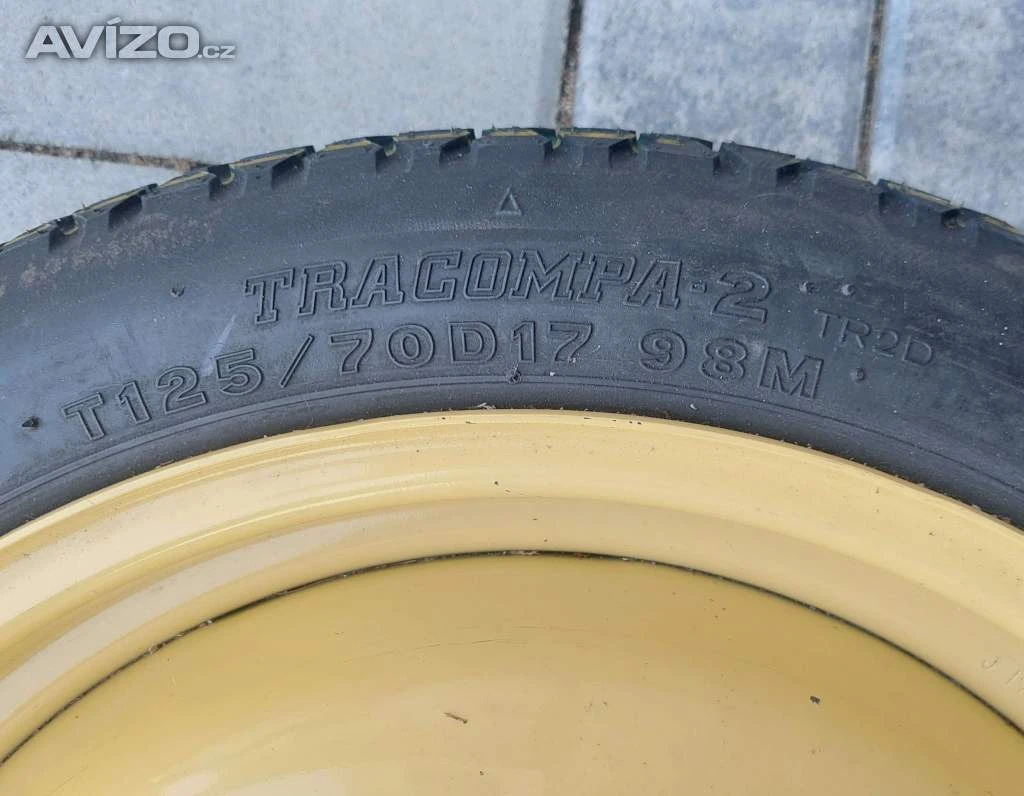 AVÍZO.cz
TRACOMPA-2
TR2D
T125/70D17 98M